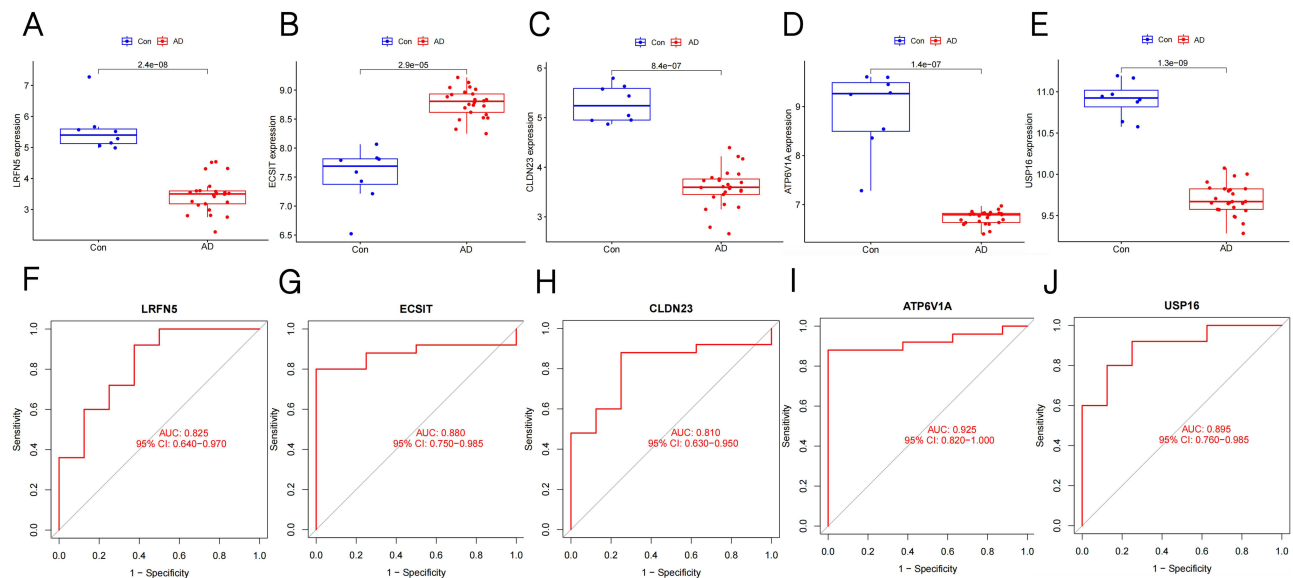 A
Con AD
2.4e-08
LRFN5 expression
7
6
5
4
3
Con AD
B
Con AD
2.9e-05
ECSIT expression
9.0
8.5
8.0
7.5
7.0
6.5
Con AD
C
Con AD
8.4e-07
CLDN23 expression
6
5
4
3
Con AD
D
Con AD
1.4e-07
ATP6V1A expression
9
8
7
Con AD
E
Con AD
1.3e-09
USP16 expression
11.0
10.5
10.0
9.5
Con AD
F
LRFN5
Sensitivity
1.0
0.8
0.6
0.4
0.2
0.0
AUC: 0.825
95% CI: 0.640-0.970
0.0 0.2 0.4 0.6 0.8 1.0
1 - Specificity
G
ECSIT
Sensitivity
1.0
0.8
0.6
0.4
0.2
0.0
AUC: 0.880
95% CI: 0.750-0.985
0.0 0.2 0.4 0.6 0.8 1.0
1 - Specificity
H
CLDN23
Sensitivity
1.0
0.8
0.6
0.4
0.2
0.0
AUC: 0.810
95% CI: 0.630-0.950
0.0 0.2 0.4 0.6 0.8 1.0
1 - Specificity
I
ATP6V1A
Sensitivity
1.0
0.8
0.6
0.4
0.2
0.0
AUC: 0.925
95% CI: 0.820-1.000
0.0 0.2 0.4 0.6 0.8 1.0
1 - Specificity
J
USP16
Sensitivity
1.0
0.8
0.6
0.4
0.2
0.0
AUC: 0.895
95% CI: 0.760-0.985
0.0 0.2 0.4 0.6 0.8 1.0
1 - Specificity